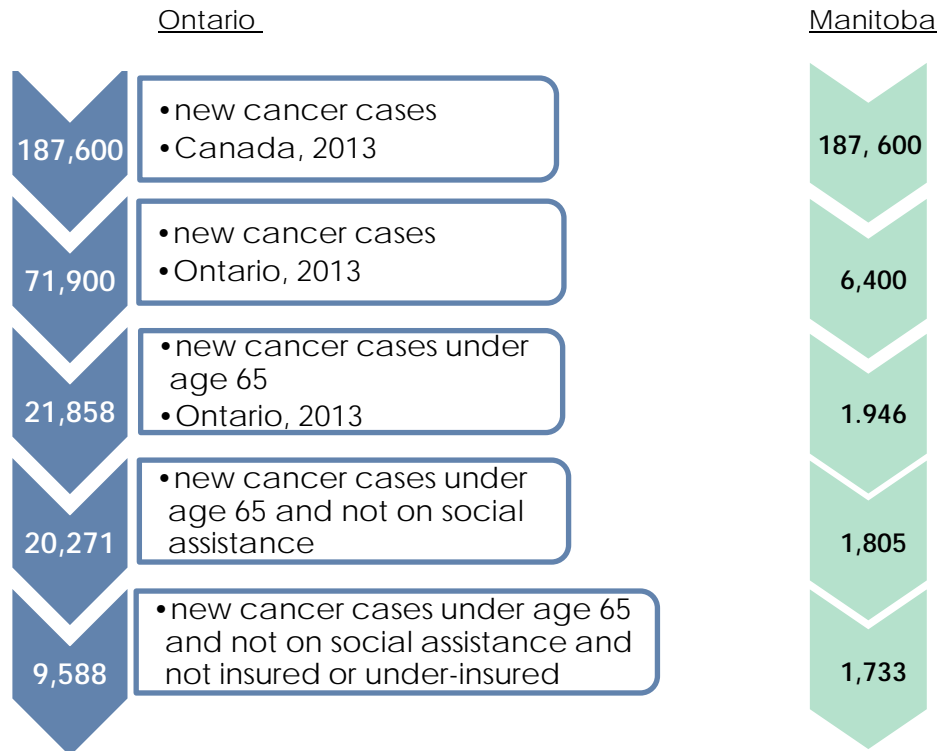 Ontario
Manitoba
187,600
• new cancer cases
• Canada, 2013
187, 600
71,900
• new cancer cases
• Ontario, 2013
6,400
21,858
• new cancer cases under
age 65
• Ontario, 2013
1.946
20,271
• new cancer cases under
age 65 and not on social
assistance
1,805
9,588
• new cancer cases under age 65
and not on social assistance and
not insured or under-insured
1,733